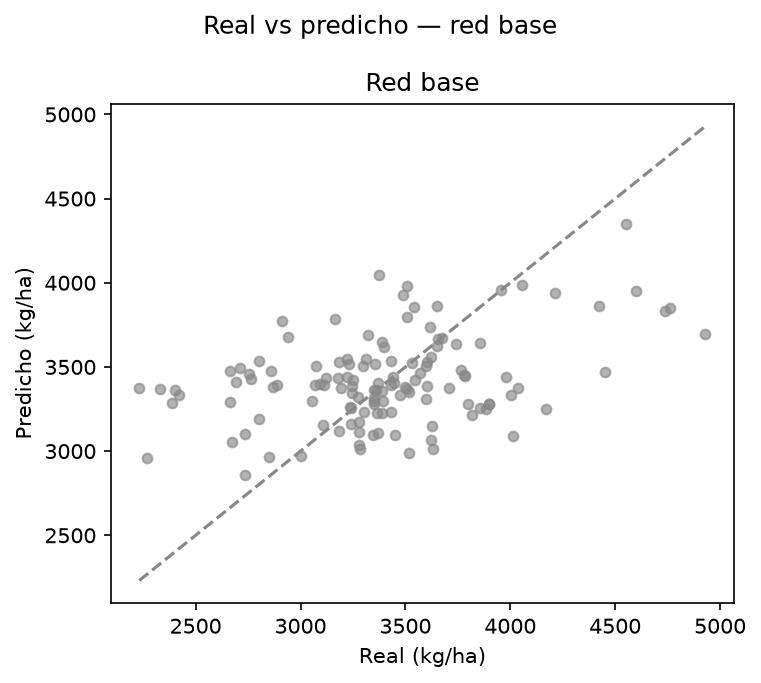 Real vs predicho — red base
Red base
5000
4500
4000
3500
3000
2500
Predicho (kg/ha)
2500 3000 3500 4000 4500 5000
Real (kg/ha)